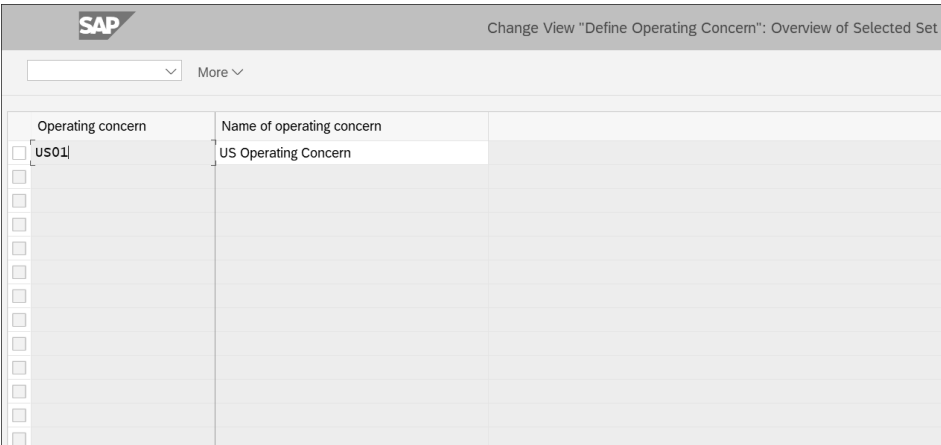 SAP
Change View "Define Operating Concern": Overview of Selected Set
More
Operating concern Name of operating concern
US01 US Operating Concern